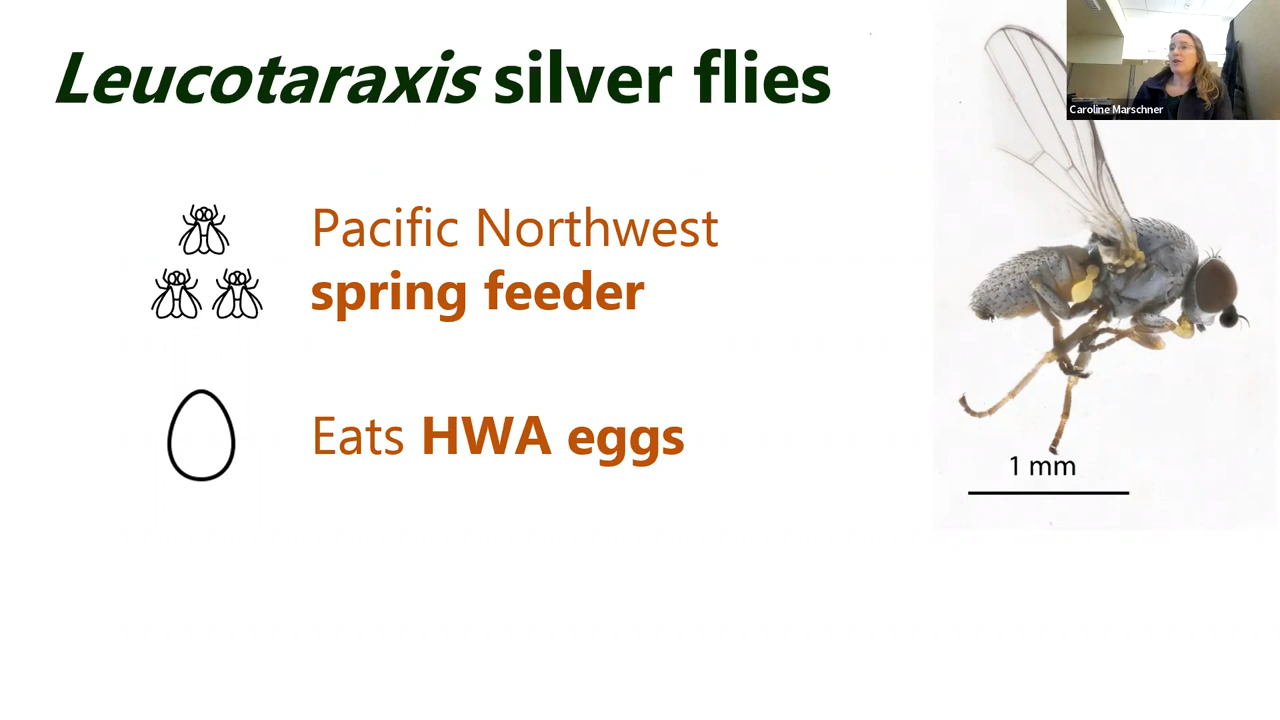 Leucotaraxis silver flies
Caroline Marschner
Pacific Northwest
spring feeder
Eats HWA eggs
1 mm